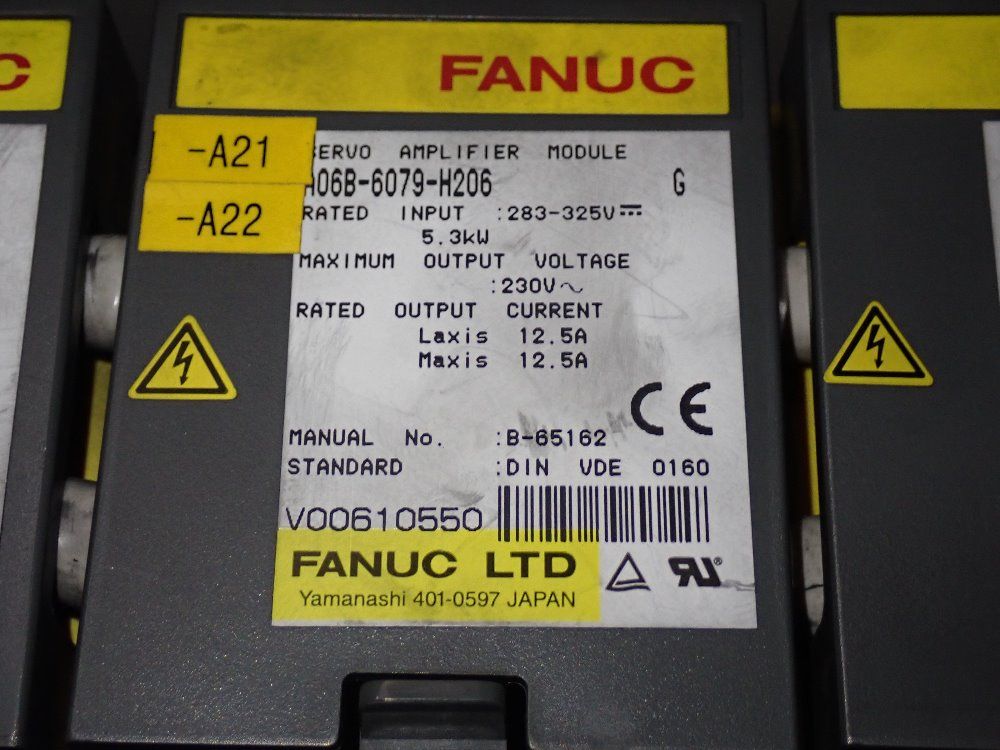 C
FANUC
-A21
-A22
SERVO AMPLIFIER MODULE
A06B-6079-H206 G
RATED INPUT :283-325V⎓
5.3kW
MAXIMUM OUTPUT VOLTAGE
:230V∿
RATED OUTPUT CURRENT
Laxis 12.5A
Maxis 12.5A
CE
MANUAL No. :B-65162
STANDARD :DIN VDE 0160
V00610550
FANUC LTD
Yamanashi 401-0597 JAPAN